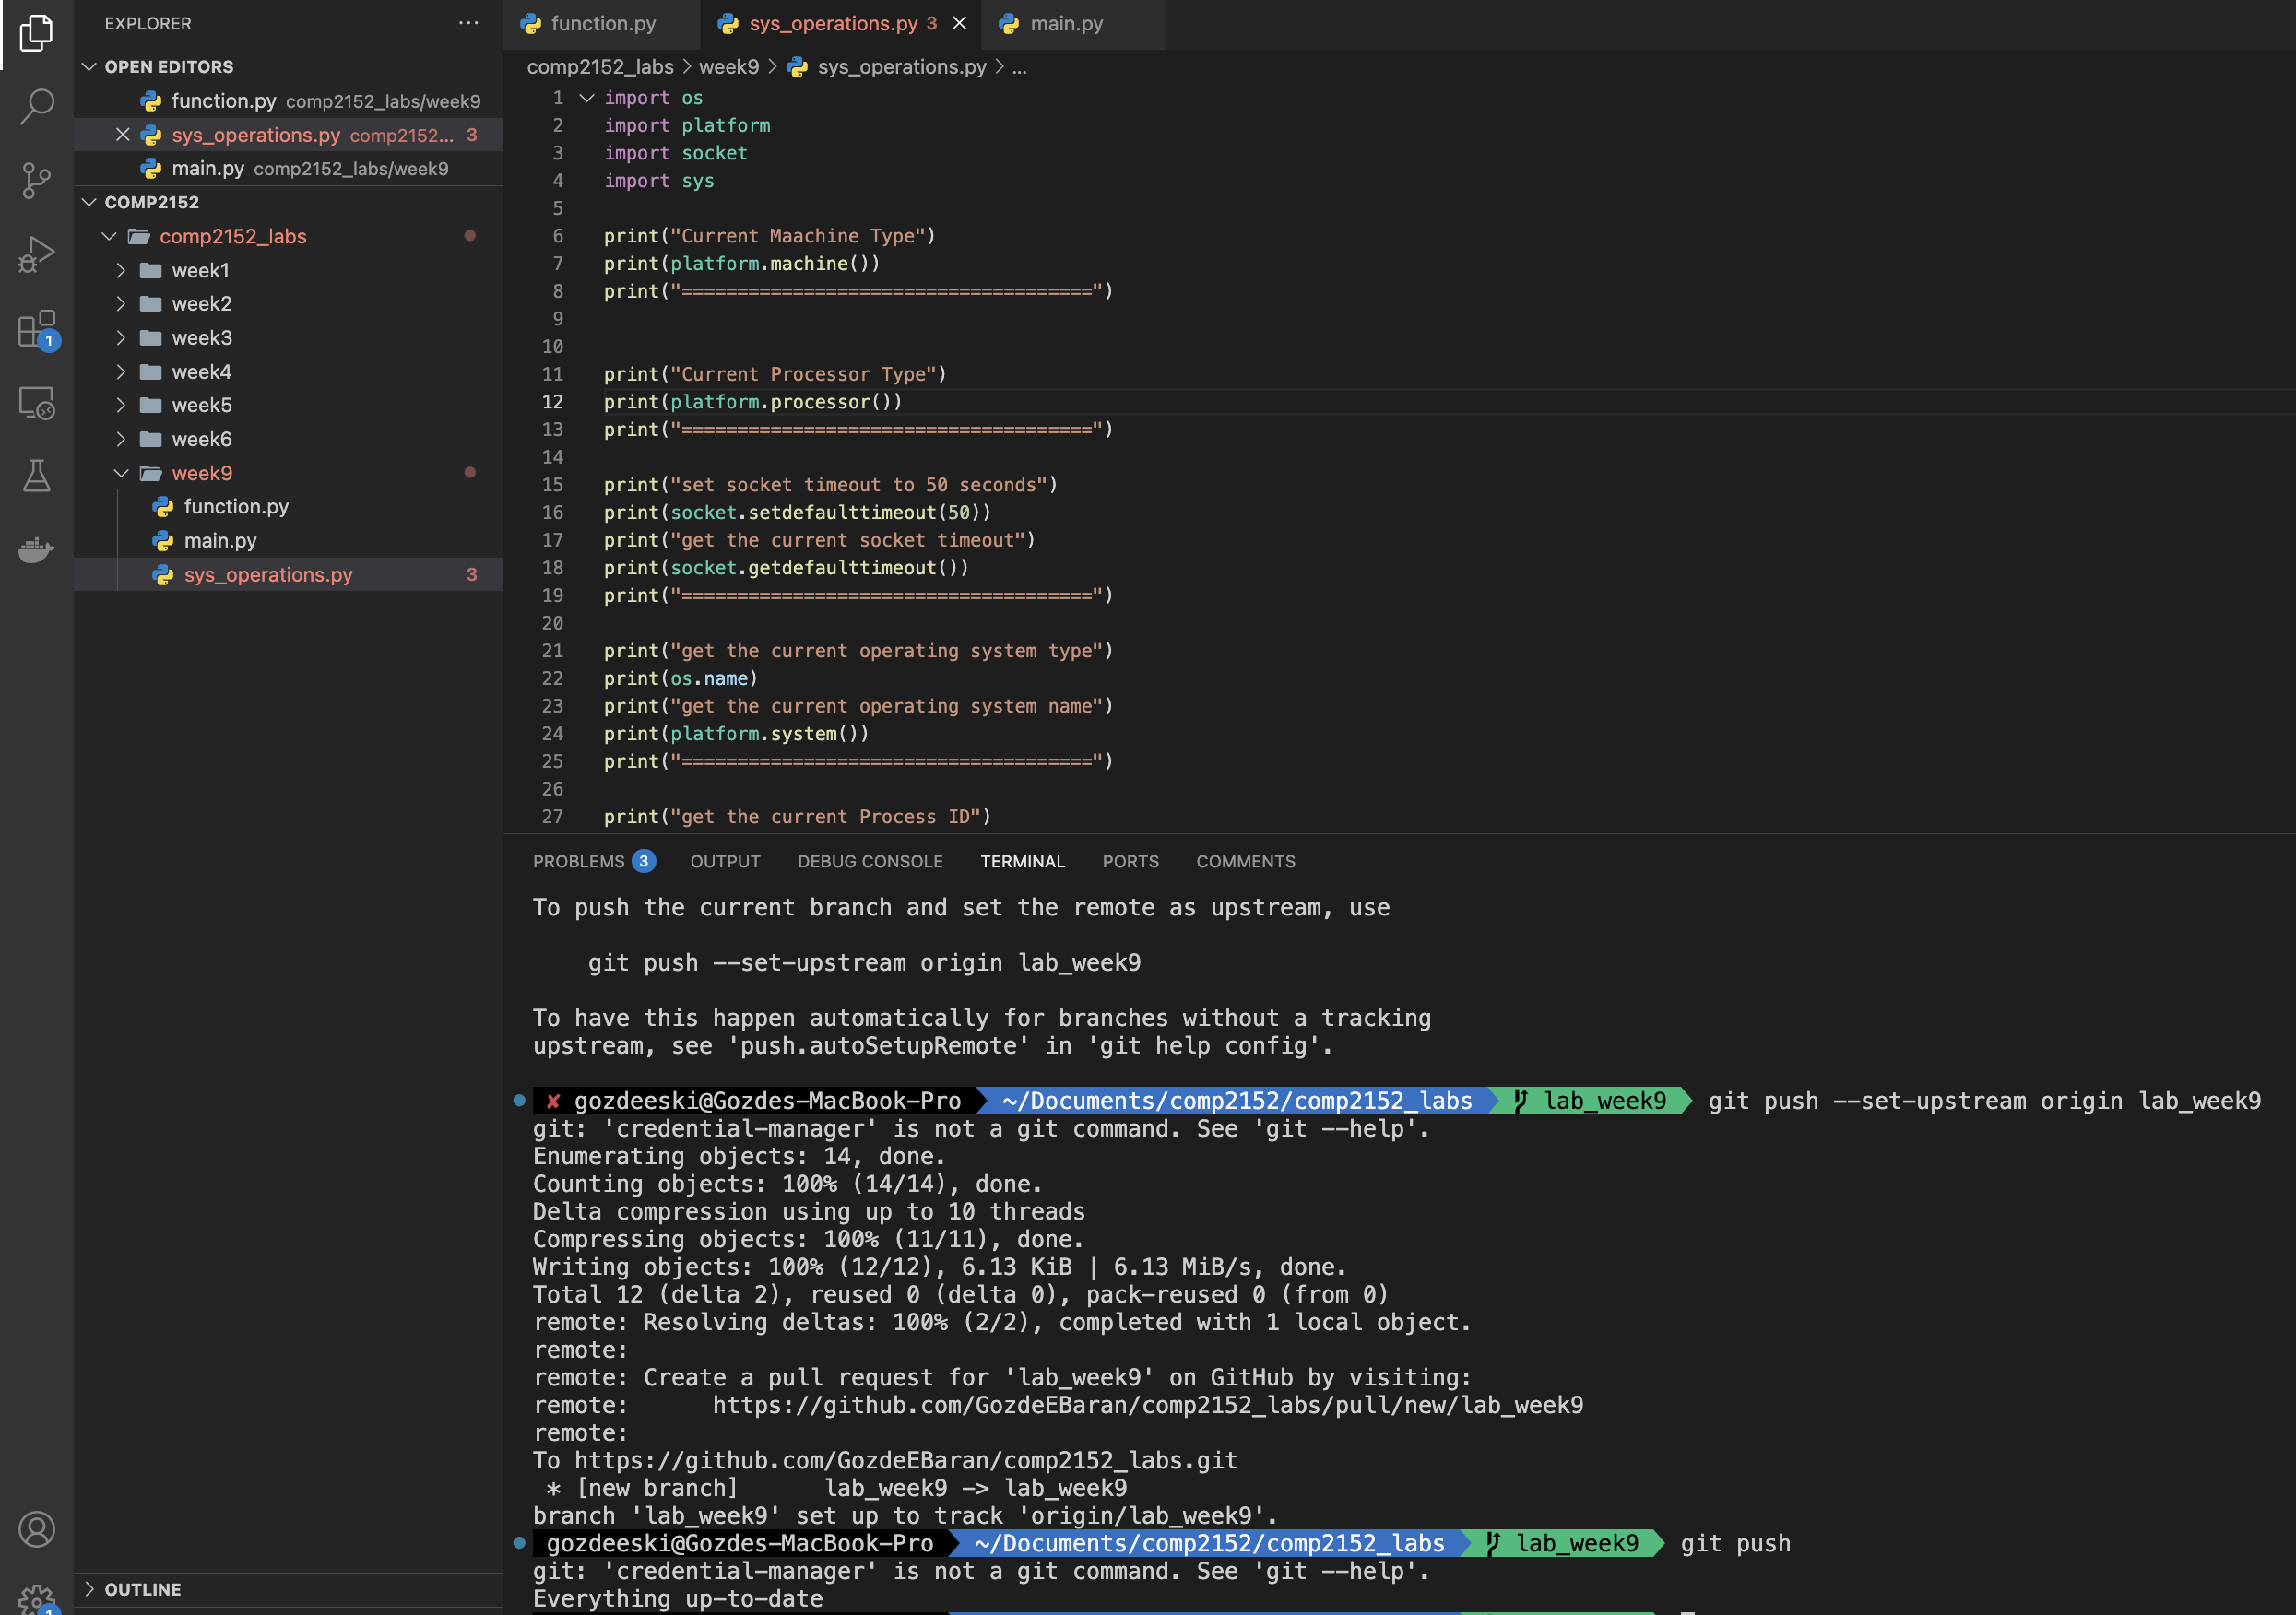 EXPLORER
OPEN EDITORS
function.py comp2152_labs/week9
sys_operations.py comp2152... 3
main.py comp2152_labs/week9
COMP2152
comp2152_labs
week1
week2
week3
week4
week5
week6
week9
function.py
main.py
sys_operations.py 3
OUTLINE
1
1
function.py sys_operations.py 3 main.py
comp2152_labs > week9 > sys_operations.py > ...
1 import os
2 import platform
3 import socket
4 import sys
5
6 print("Current Maachine Type")
7 print(platform.machine())
8 print("=====================================")
9
10
11 print("Current Processor Type")
12 print(platform.processor())
13 print("=====================================")
14
15 print("set socket timeout to 50 seconds")
16 print(socket.setdefaulttimeout(50))
17 print("get the current socket timeout")
18 print(socket.getdefaulttimeout())
19 print("=====================================")
20
21 print("get the current operating system type")
22 print(os.name)
23 print("get the current operating system name")
24 print(platform.system())
25 print("=====================================")
26
27 print("get the current Process ID")
PROBLEMS 3 OUTPUT DEBUG CONSOLE TERMINAL PORTS COMMENTS
To push the current branch and set the remote as upstream, use
git push --set-upstream origin lab_week9
To have this happen automatically for branches without a tracking
upstream, see 'push.autoSetupRemote' in 'git help config'.
✘ gozdeeski@Gozdes-MacBook-Pro ~/Documents/comp2152/comp2152_labs lab_week9 git push --set-upstream origin lab_week9
git: 'credential-manager' is not a git command. See 'git --help'.
Enumerating objects: 14, done.
Counting objects: 100% (14/14), done.
Delta compression using up to 10 threads
Compressing objects: 100% (11/11), done.
Writing objects: 100% (12/12), 6.13 KiB | 6.13 MiB/s, done.
Total 12 (delta 2), reused 0 (delta 0), pack-reused 0 (from 0)
remote: Resolving deltas: 100% (2/2), completed with 1 local object.
remote:
remote: Create a pull request for 'lab_week9' on GitHub by visiting:
remote:      https://github.com/GozdeEBaran/comp2152_labs/pull/new/lab_week9
remote:
To https://github.com/GozdeEBaran/comp2152_labs.git
* [new branch]      lab_week9 -> lab_week9
branch 'lab_week9' set up to track 'origin/lab_week9'.
gozdeeski@Gozdes-MacBook-Pro ~/Documents/comp2152/comp2152_labs lab_week9 git push
git: 'credential-manager' is not a git command. See 'git --help'.
Everything up-to-date